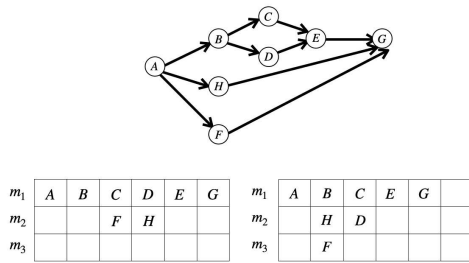 C
B
E
G
A
D
H
F
m₁ A B C D E G
m₂ F H
m₃
m₁ A B C E G
m₂ H D
m₃ F